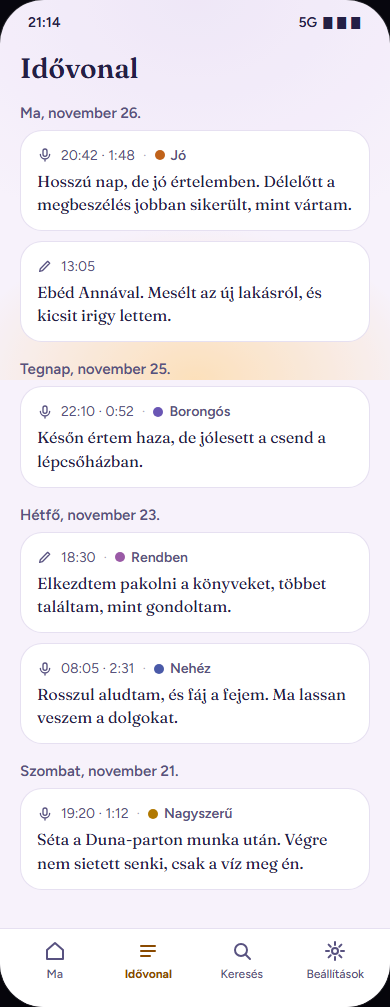 21:14
5G
Idővonal
Ma, november 26.
20:42 · 1:48 · Jó
Hosszú nap, de jó értelemben. Délelőtt a
megbeszélés jobban sikerült, mint vártam.
13:05
Ebéd Annával. Mesélt az új lakásról, és
kicsit irigy lettem.
Tegnap, november 25.
22:10 · 0:52 · Borongós
Későn értem haza, de jólesett a csend a
lépcsőházban.
Hétfő, november 23.
18:30 · Rendben
Elkezdtem pakolni a könyveket, többet
találtam, mint gondoltam.
08:05 · 2:31 · Nehéz
Rosszul aludtam, és fáj a fejem. Ma lassan
veszem a dolgokat.
Szombat, november 21.
19:20 · 1:12 · Nagyszerű
Séta a Duna-parton munka után. Végre
nem sietett senki, csak a víz meg én.
Ma
Idővonal
Keresés
Beállítások